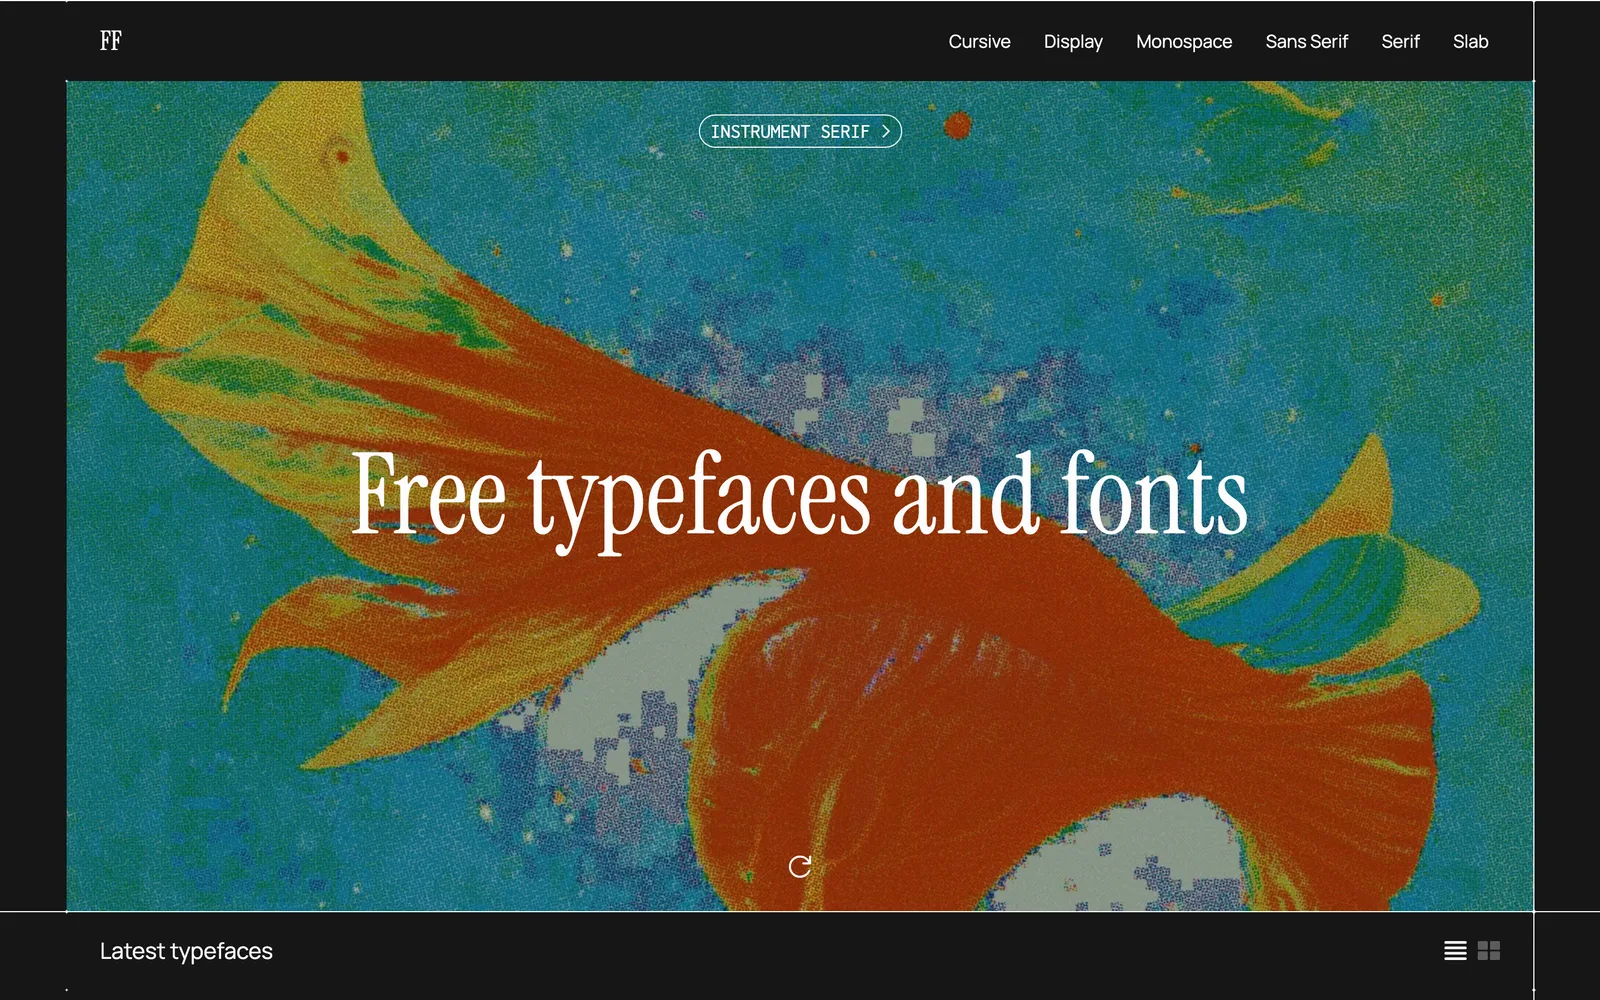 FF
Cursive Display Monospace Sans Serif Serif Slab
INSTRUMENT SERIF
Free typefaces and fonts
Latest typefaces